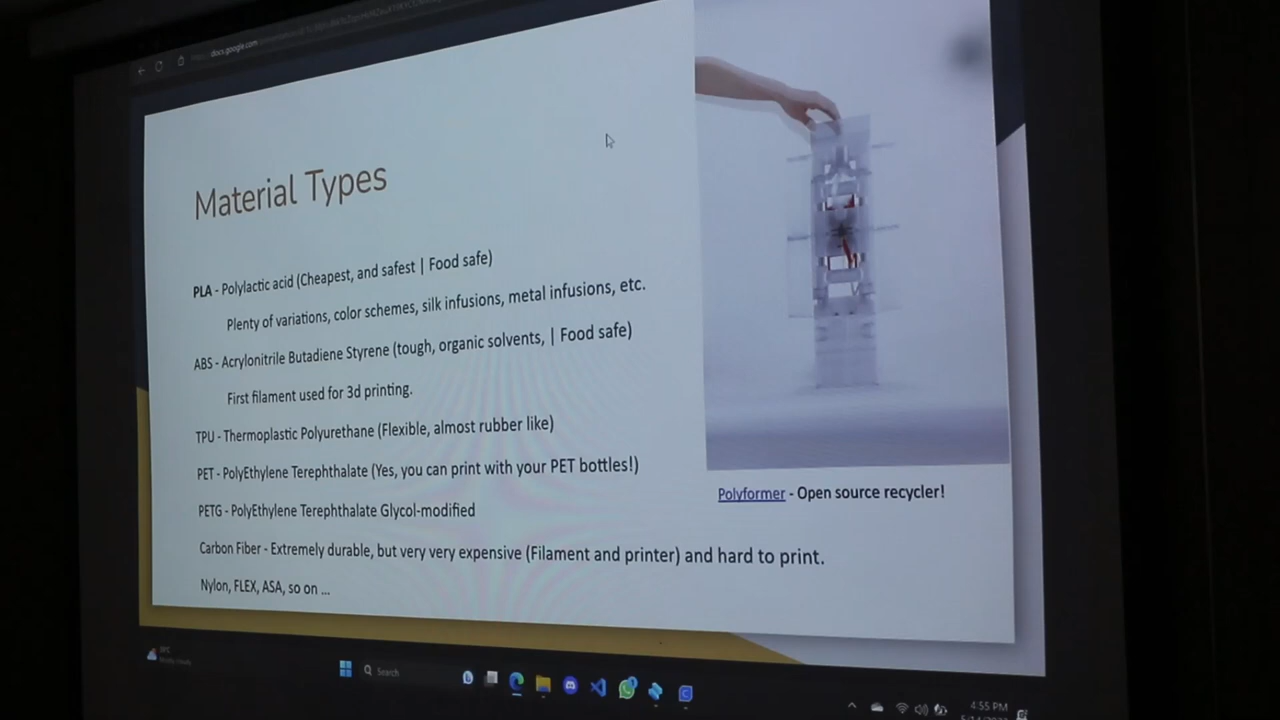 docs.google.com
Material Types
PLA - Polylactic acid (Cheapest, and safest | Food safe)
Plenty of variations, color schemes, silk infusions, metal infusions, etc.
ABS - Acrylonitrile Butadiene Styrene (tough, organic solvents, | Food safe)
First filament used for 3d printing.
TPU - Thermoplastic Polyurethane (Flexible, almost rubber like)
PET - PolyEthylene Terephthalate (Yes, you can print with your PET bottles!)
PETG - PolyEthylene Terephthalate Glycol-modified
Carbon Fiber - Extremely durable, but very very expensive (Filament and printer) and hard to print.
Nylon, FLEX, ASA, so on ...
Polyformer - Open source recycler!
Search
4:55 PM